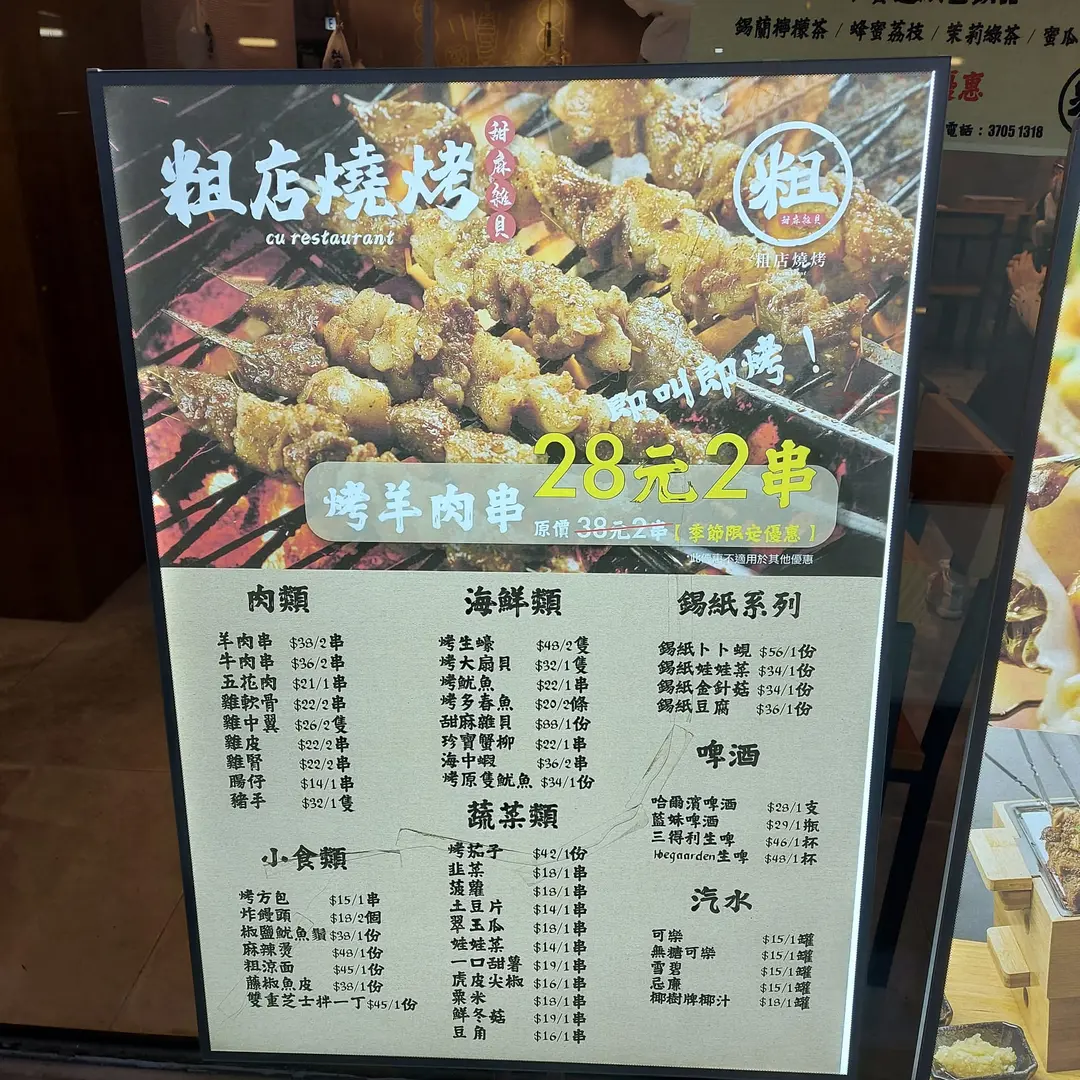 錫蘭檸檬茶 / 蜂蜜荔枝 / 茉莉綠茶 / 蜜瓜
惠
電話：3705 1318
粗店燒烤
甜麻雞貝
cu restaurant
粗
甜麻雞貝
粗店燒烤
即叫即烤！
28元2串
烤羊肉串
原價 38元2串【季節限定優惠】
*此優惠不適用於其他優惠
肉類
羊肉串 $38/2串
牛肉串 $36/2串
五花肉 $21/1串
雞軟骨 $22/2串
雞中翼 $26/2隻
雞皮 $22/2串
雞腎 $22/2串
腸仔 $14/1串
豬手 $32/1隻
小食類
烤方包 $15/1串
炸饅頭 $18/2個
椒鹽魷魚鬚 $38/1份
麻辣燙 $48/1份
粗涼面 $45/1份
藤椒魚皮 $38/1份
雙重芝士拌一丁 $45/1份
海鮮類
烤生蠔 $48/2隻
烤大扇貝 $32/1隻
烤魷魚 $22/1串
烤多春魚 $20/2條
甜麻雞貝 $88/1份
珍寶蟹柳 $22/1串
海中蝦 $36/2串
烤原隻魷魚 $34/1份
蔬菜類
烤茄子 $42/1份
韭菜 $18/1串
菠蘿 $18/1串
土豆片 $14/1串
翠玉瓜 $18/1串
娃娃菜 $14/1串
一口甜薯 $19/1串
虎皮尖椒 $16/1串
粟米 $18/1串
鮮冬菇 $19/1串
豆角 $16/1串
錫紙系列
錫紙卜卜蜆 $56/1份
錫紙娃娃菜 $34/1份
錫紙金針菇 $34/1份
錫紙豆腐 $36/1份
啤酒
哈爾濱啤酒 $28/1支
藍妹啤酒 $29/1瓶
三得利生啤 $46/1杯
Hoegaarden生啤 $48/1杯
汽水
可樂 $15/1罐
無糖可樂 $15/1罐
雪碧 $15/1罐
忌廉 $15/1罐
椰樹牌椰汁 $18/1罐